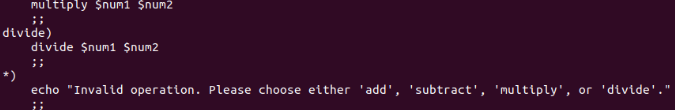 multiply $num1 $num2
;;
divide)
divide $num1 $num2
;;
*)
echo "Invalid operation. Please choose either 'add', 'subtract', 'multiply', or 'divide'."
;;